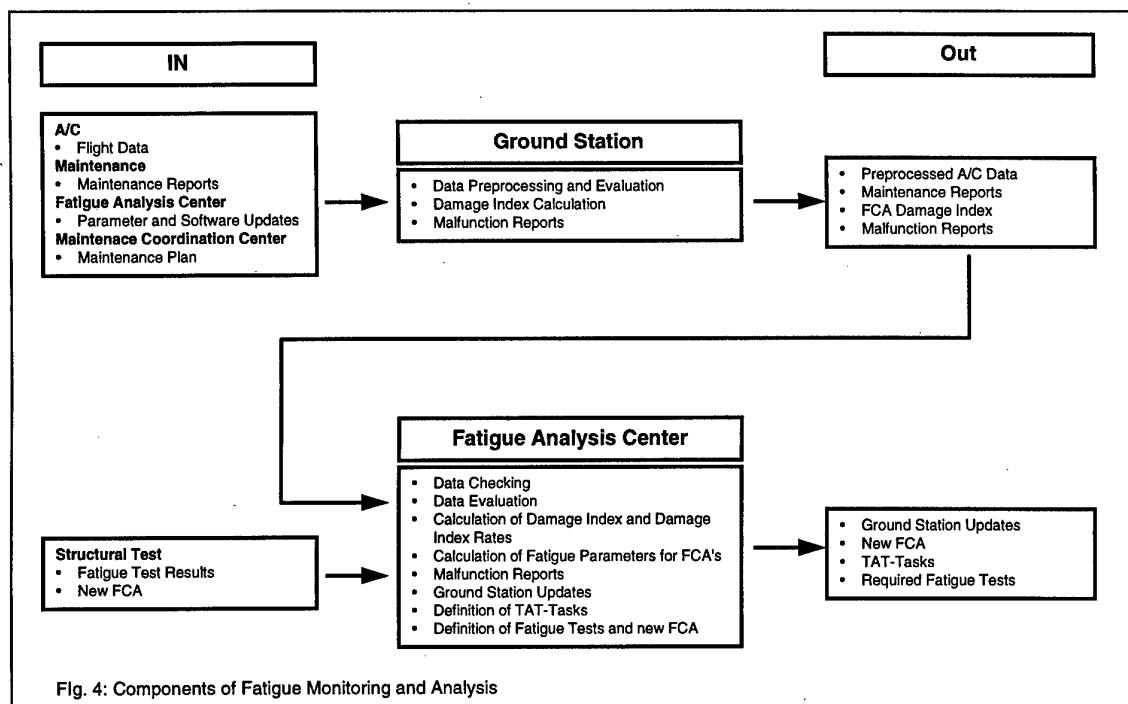 IN
Out
A/C
• Flight Data
Maintenance
• Maintenance Reports
Fatigue Analysis Center
• Parameter and Software Updates
Maintenace Coordination Center
• Maintenance Plan
Ground Station
• Data Preprocessing and Evaluation
• Damage Index Calculation
• Malfunction Reports
• Preprocessed A/C Data
• Maintenance Reports
• FCA Damage Index
• Malfunction Reports
Structural Test
• Fatigue Test Results
• New FCA
Fatigue Analysis Center
• Data Checking
• Data Evaluation
• Calculation of Damage Index and Damage
Index Rates
• Calculation of Fatigue Parameters for FCA's
• Malfunction Reports
• Ground Station Updates
• Definition of TAT-Tasks
• Definition of Fatigue Tests and new FCA
• Ground Station Updates
• New FCA
• TAT-Tasks
• Required Fatigue Tests
Fig. 4: Components of Fatigue Monitoring and Analysis